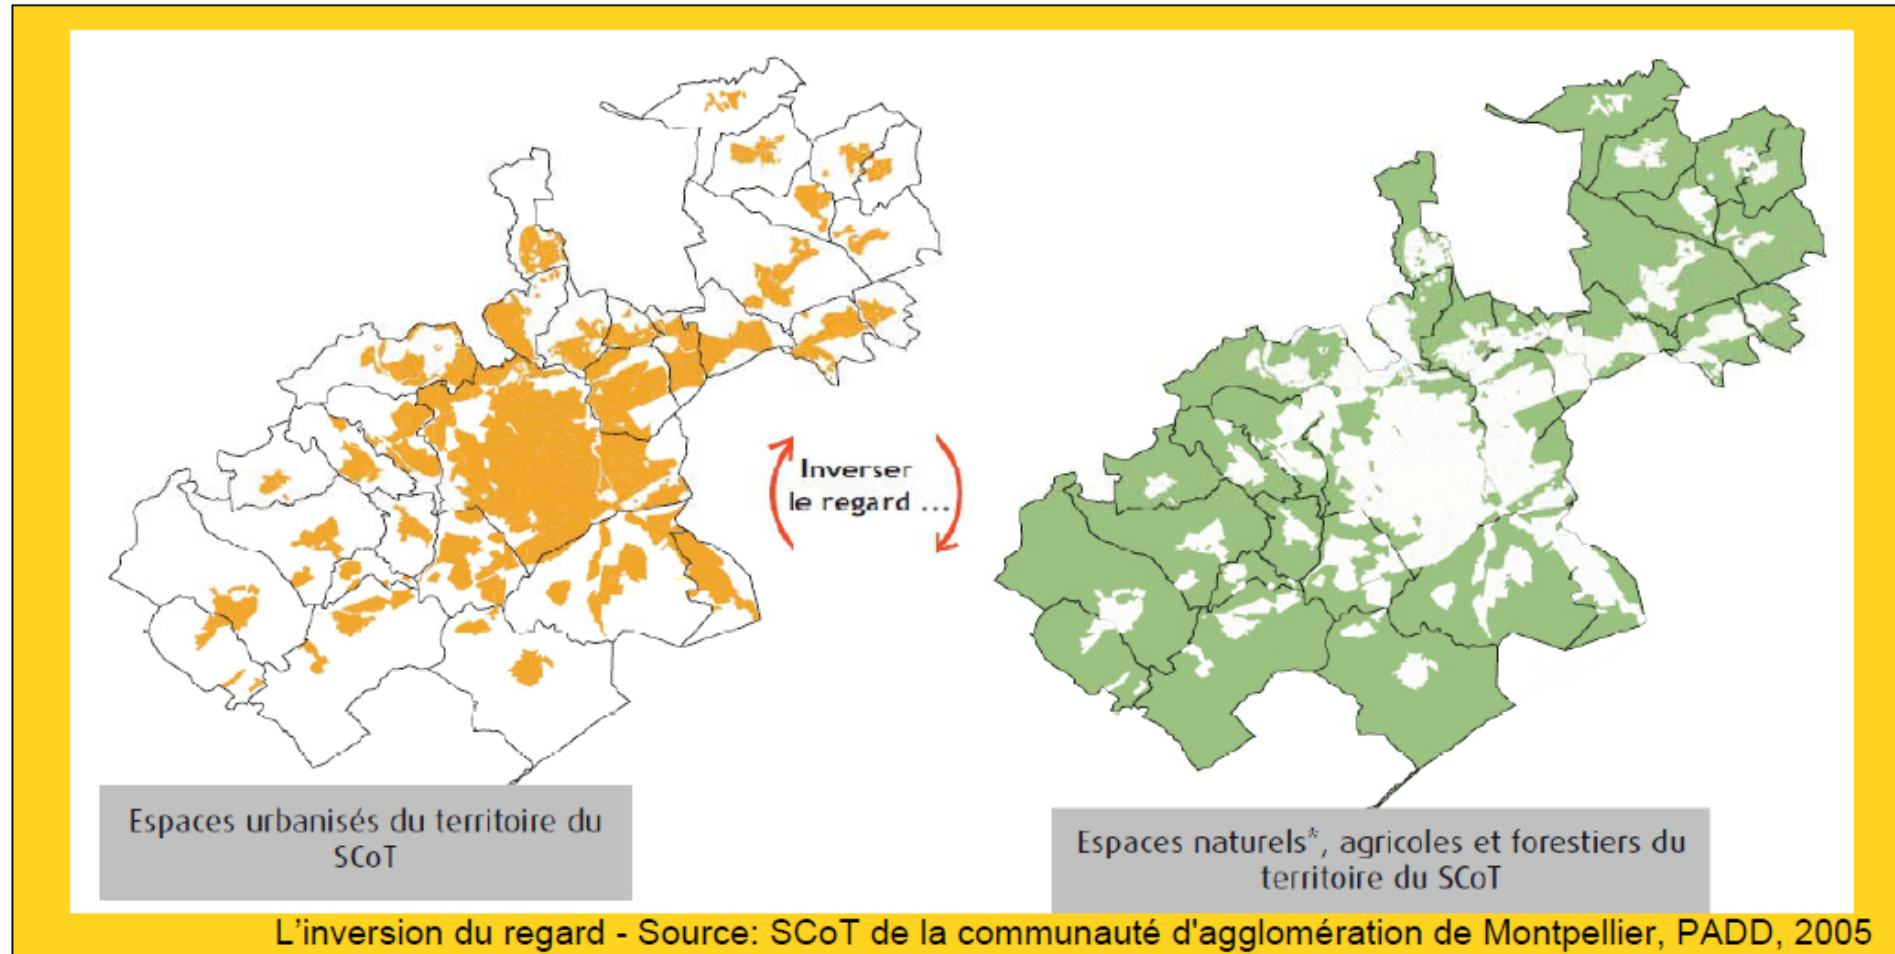 Inverser
le regard ...
Espaces urbanisés du territoire du
SCoT
Espaces naturels*, agricoles et forestiers du
territoire du SCoT
L'inversion du regard - Source: SCoT de la communauté d'agglomération de Montpellier, PADD, 2005